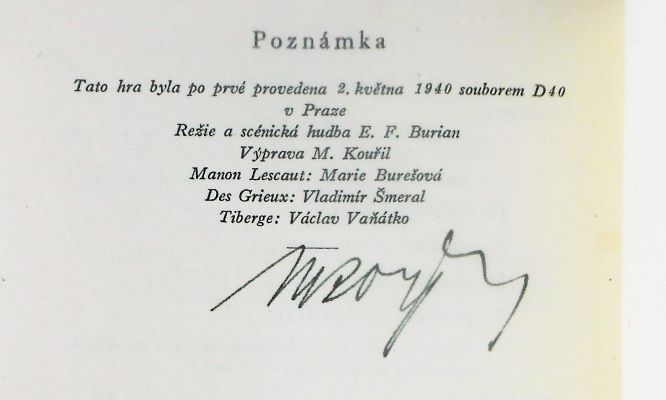 Poznámka
Tato hra byla po prvé provedena 2. května 1940 souborem D40
v Praze
Režie a scénická hudba E. F. Burian
Výprava M. Kouřil
Manon Lescaut: Marie Burešová
Des Grieux: Vladimír Šmeral
Tiberge: Václav Vaňátko